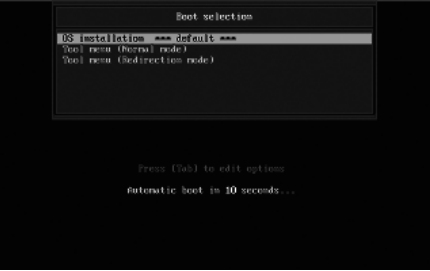 Boot selection
OS installation *** default ***
Tool menu (Normal mode)
Tool menu (Redirection mode)
Press [Tab] to edit options
Automatic boot in 10 seconds...